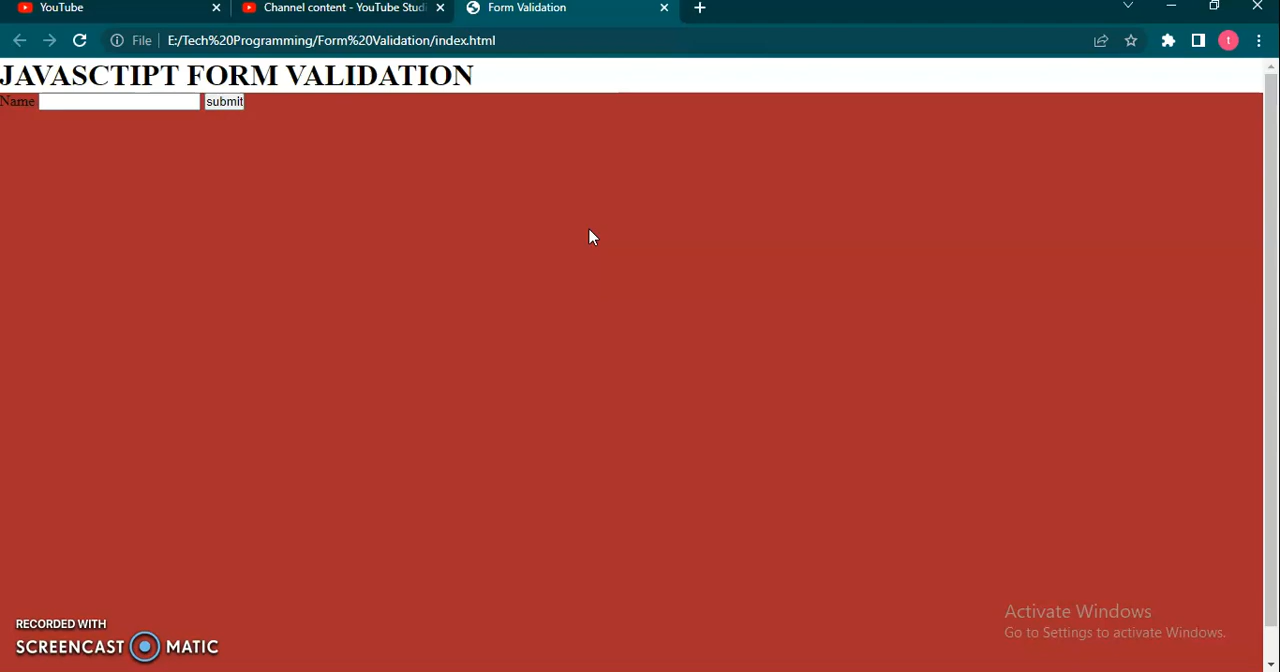 YouTube
Channel content - YouTube Studi
Form Validation
File
E:/Tech%20Programming/Form%20Validation/index.html
t
JAVASCTIPT FORM VALIDATION
Name submit
Activate Windows
Go to Settings to activate Windows.
RECORDED WITH
SCREENCAST MATIC